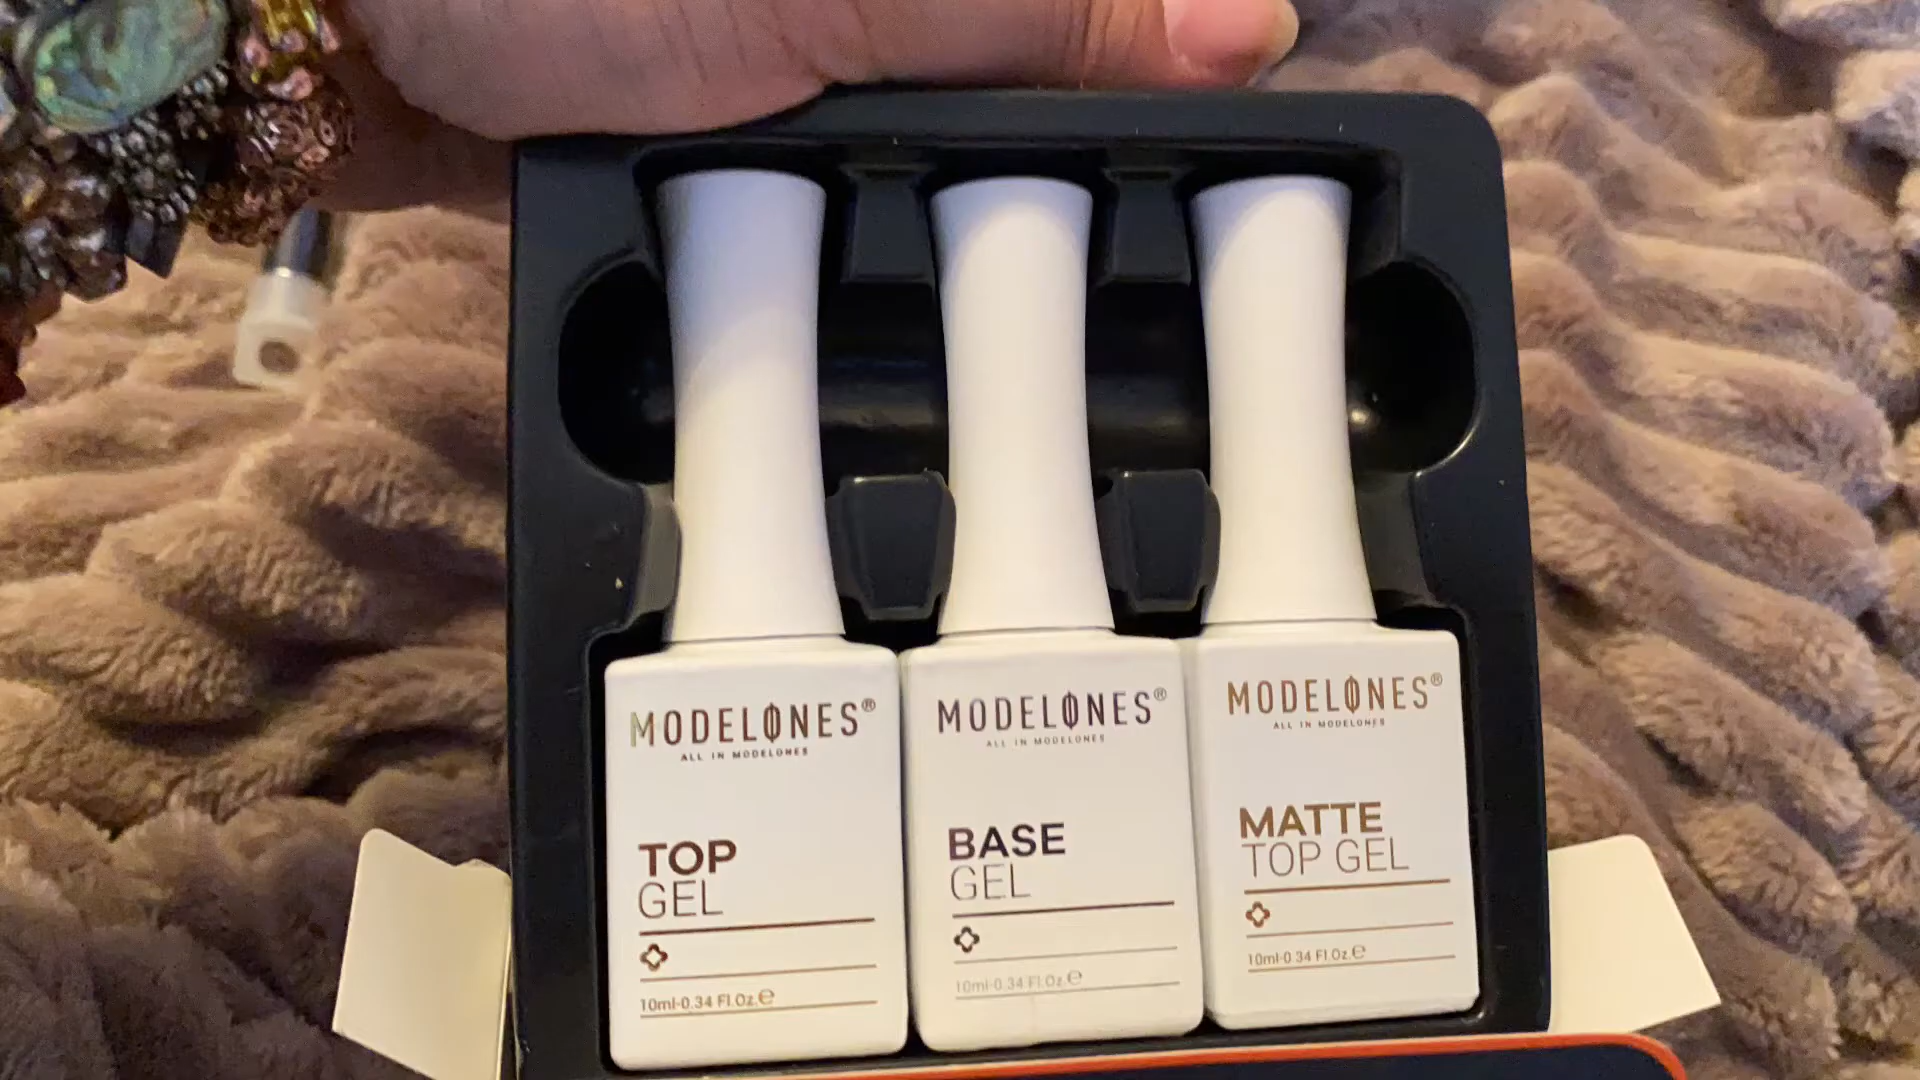 MODELONES®
ALL IN MODELONES
TOP
GEL
10ml-0.34 Fl.Oz.℮
MODELONES®
ALL IN MODELONES
BASE
GEL
10ml-0.34 Fl.Oz.℮
MODELONES®
ALL IN MODELONES
MATTE
TOP GEL
10ml-0.34 Fl.Oz.℮